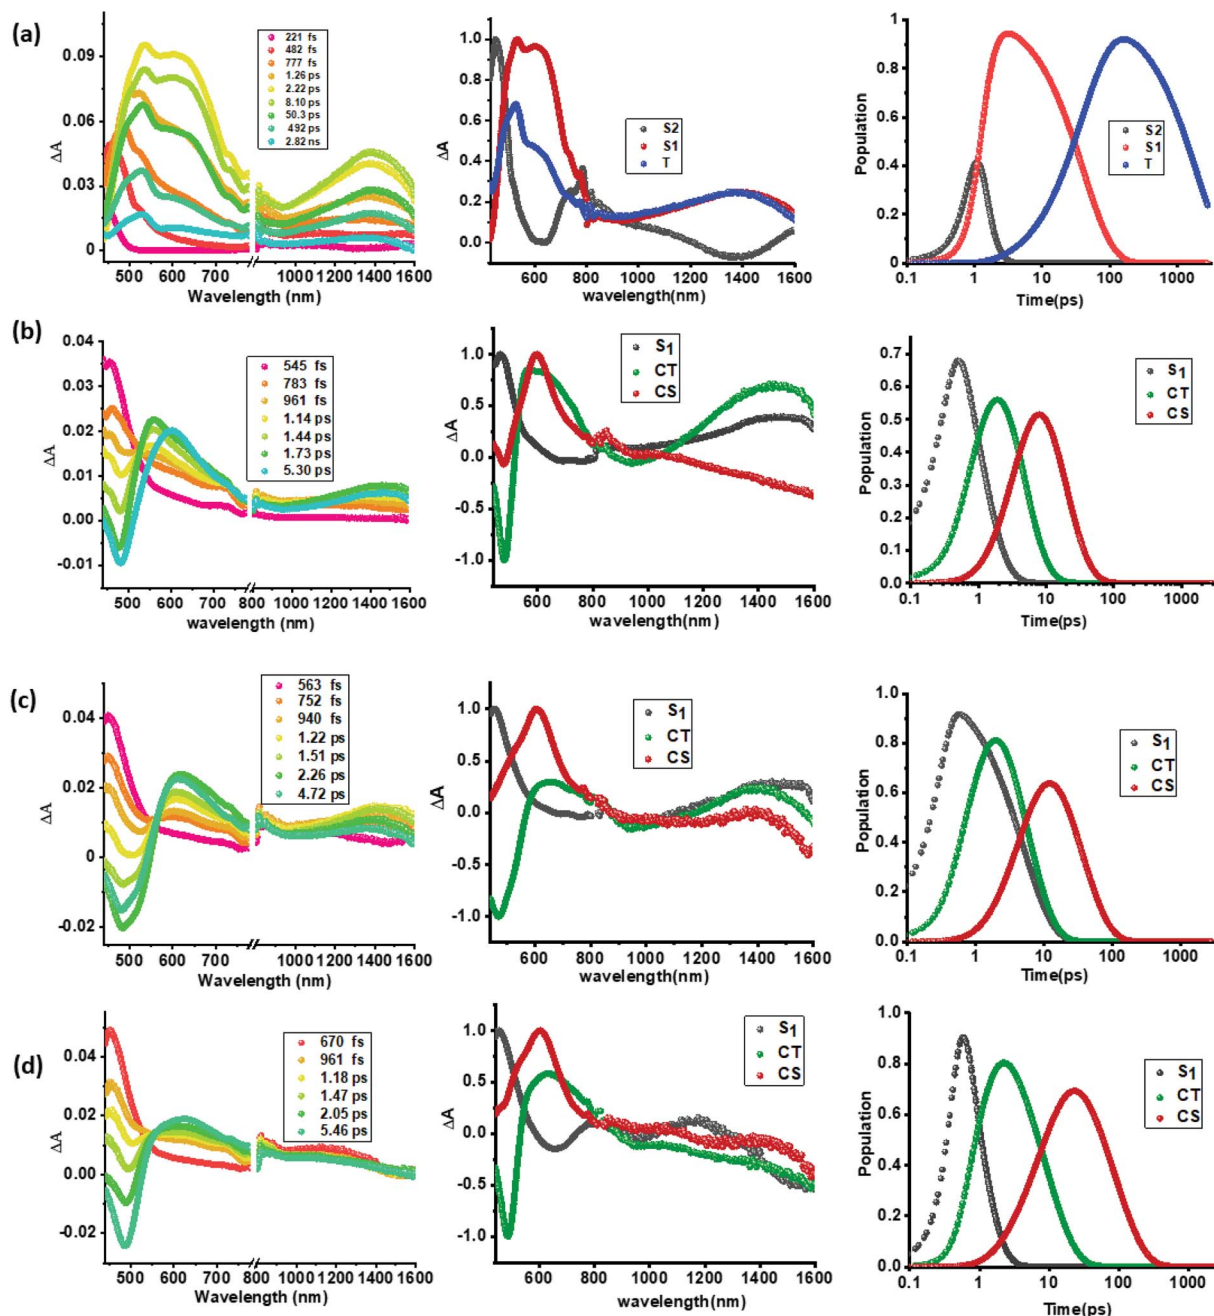 (a)
ΔA
0.09
0.06
0.03
0
221 fs
482 fs
777 fs
1.26 ps
2.22 ps
8.10 ps
50.3 ps
492 ps
2.82 ns
500 600 700 800 1000 1200 1400 1600
Wavelength (nm)
ΔA
1.0
0.8
0.6
0.4
0.2
0.0
S2
S1
T
600 800 1000 1200 1400 1600
wavelength(nm)
Population
1
0.8
0.6
0.4
0.2
0
S2
S1
T
0.1 1 10 100 1000
Time(ps)
(b)
ΔA
0.04
0.03
0.02
0.01
0.00
-0.01
545 fs
783 fs
961 fs
1.14 ps
1.44 ps
1.73 ps
5.30 ps
500 600 700 800 1000 1200 1400 1600
wavelength (nm)
ΔA
1.0
0.5
0.0
-0.5
-1.0
S1
CT
CS
600 800 1000 1200 1400 1600
wavelength(nm)
Population
0.7
0.6
0.5
0.4
0.3
0.2
0.1
0.0
S1
CT
CS
0.1 1 10 100 1000
Time(ps)
(c)
ΔA
0.04
0.02
0
-0.02
563 fs
752 fs
940 fs
1.22 ps
1.51 ps
2.26 ps
4.72 ps
500 600 700 800 1000 1200 1400 1600
Wavelength (nm)
ΔA
1.0
0.5
0.0
-0.5
-1.0
S1
CT
CS
600 800 1000 1200 1400 1600
wavelength(nm)
Population
1.0
0.8
0.6
0.4
0.2
0.0
S1
CT
CS
0.1 1 10 100 1000
Time(ps)
(d)
ΔA
0.04
0.02
0.00
-0.02
670 fs
961 fs
1.18 ps
1.47 ps
2.05 ps
5.46 ps
500 600 700 800 1000 1200 1400 1600
wavelength (nm)
ΔA
1.0
0.5
0.0
-0.5
-1.0
S1
CT
CS
600 800 1000 1200 1400 1600
wavelength(nm)
Population
1.0
0.8
0.6
0.4
0.2
0.0
S1
CT
CS
0.1 1 10 100 1000
Time(ps)